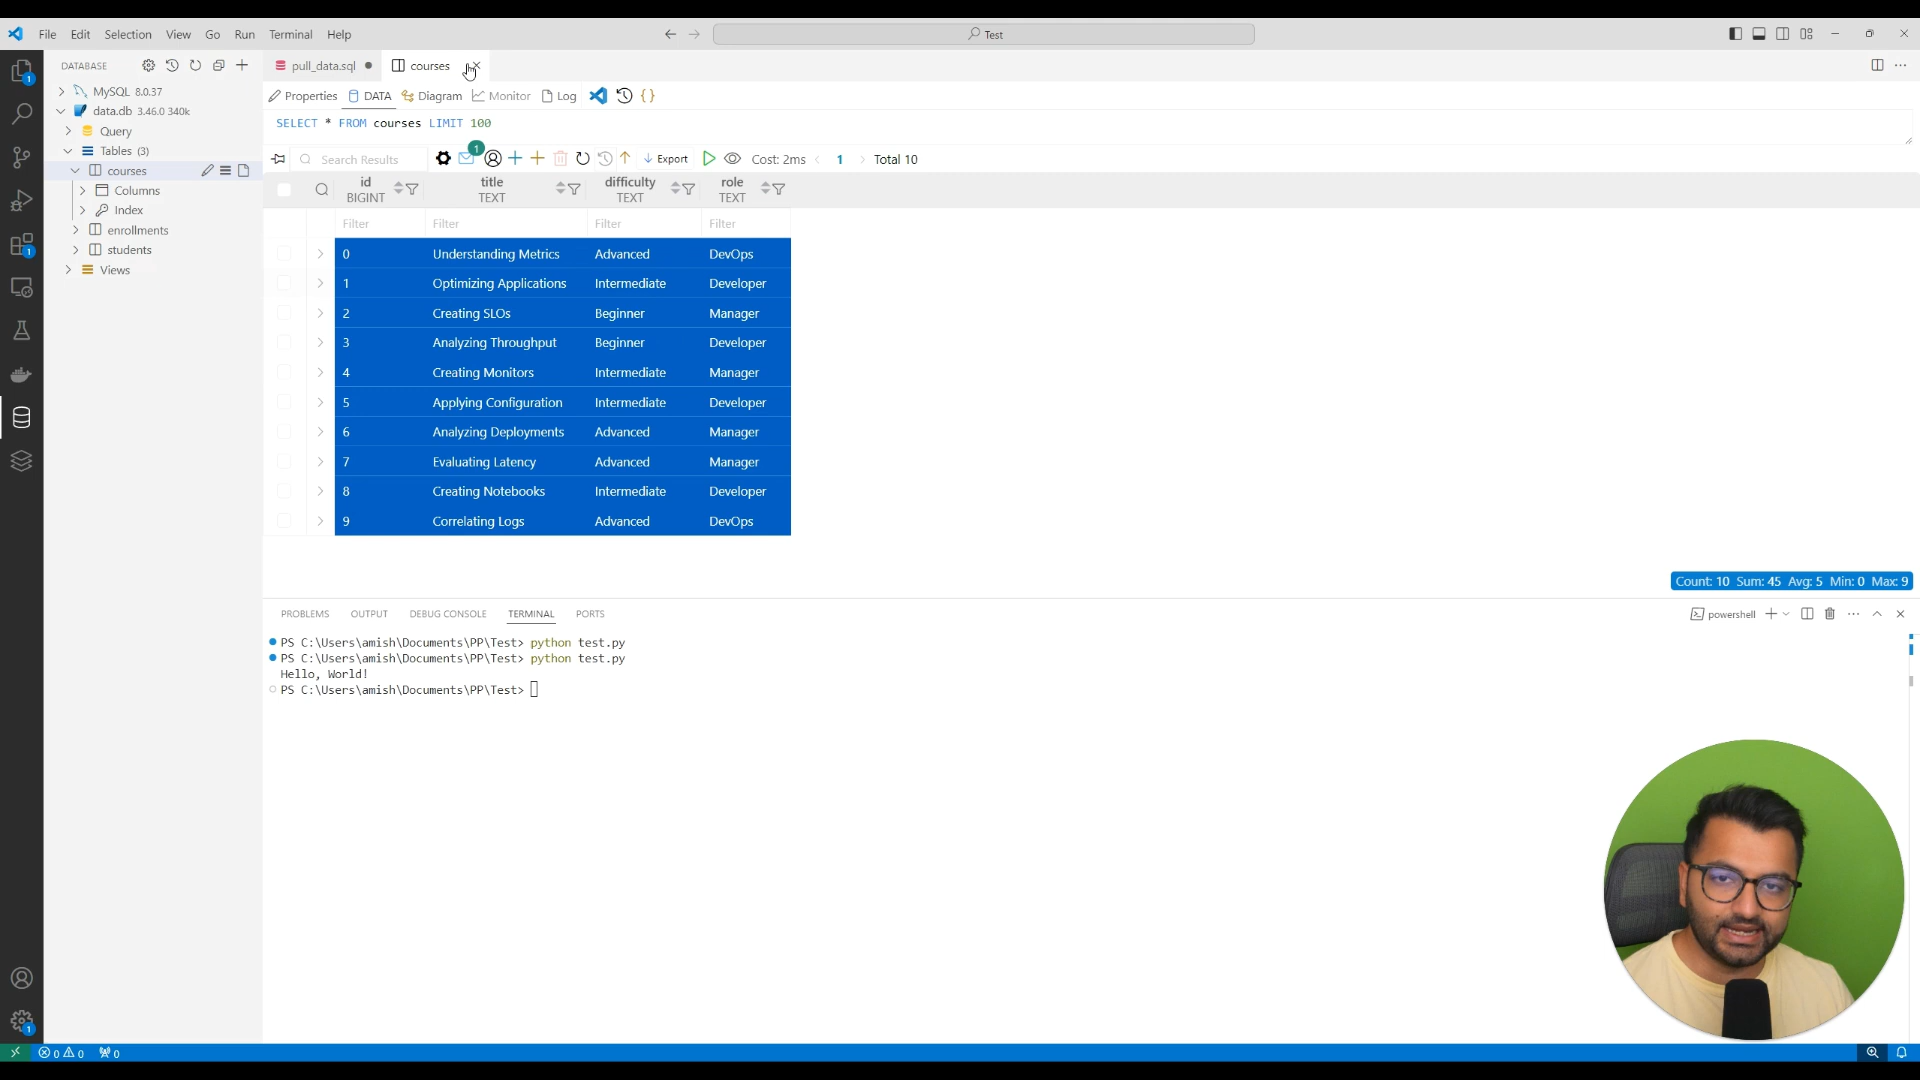 File Edit Selection View Go Run Terminal Help
Test
DATABASE
pull_data.sql
courses
MySQL 8.0.37
data.db 3.46.0 340k
Query
Tables (3)
courses
Columns
Index
enrollments
students
Views
Properties DATA Diagram Monitor Log
SELECT * FROM courses LIMIT 100
Search Results 1 Export Cost: 2ms 1 Total 10
id title difficulty role
BIGINT TEXT TEXT TEXT
Filter Filter Filter Filter
0 Understanding Metrics Advanced DevOps
1 Optimizing Applications Intermediate Developer
2 Creating SLOs Beginner Manager
3 Analyzing Throughput Beginner Developer
4 Creating Monitors Intermediate Manager
5 Applying Configuration Intermediate Developer
6 Analyzing Deployments Advanced Manager
7 Evaluating Latency Advanced Manager
8 Creating Notebooks Intermediate Developer
9 Correlating Logs Advanced DevOps
Count: 10 Sum: 45 Avg: 5 Min: 0 Max: 9
PROBLEMS OUTPUT DEBUG CONSOLE TERMINAL PORTS
powershell
PS C:\Users\amish\Documents\PP\Test> python test.py
PS C:\Users\amish\Documents\PP\Test> python test.py
Hello, World!
PS C:\Users\amish\Documents\PP\Test>
1
1
1
0 0 0